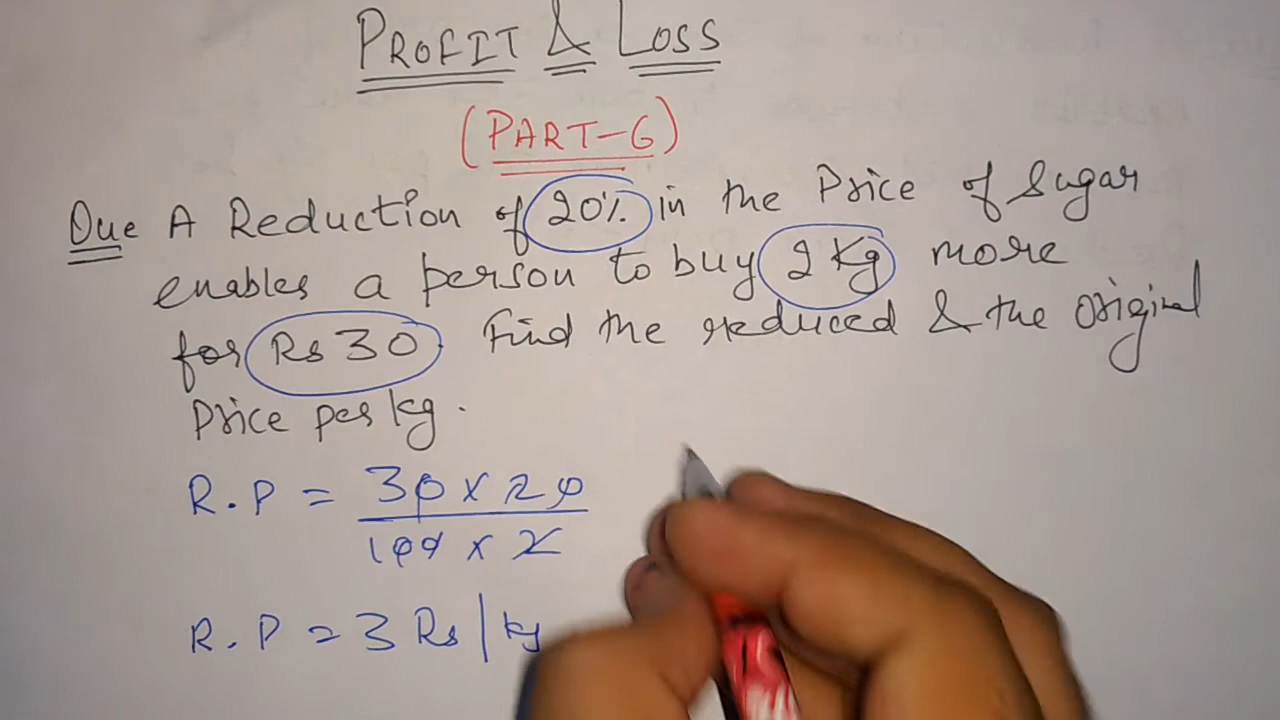 PROFIT & LOSS
(PART-6)
Que A Reduction of 20% in the Price of Sugar
enables a person to buy 2 Kg more
for Rs 30 Find the reduced & the original
Price per kg.
R.P = 30 x 20
100 x 2
R.P = 3 Rs/kg